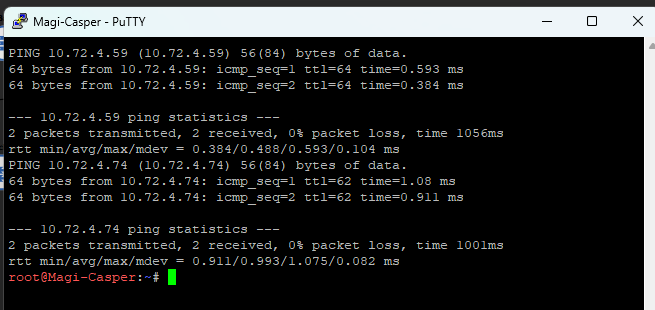 Magi-Casper - PuTTY
PING 10.72.4.59 (10.72.4.59) 56(84) bytes of data.
64 bytes from 10.72.4.59: icmp_seq=1 ttl=64 time=0.593 ms
64 bytes from 10.72.4.59: icmp_seq=2 ttl=64 time=0.384 ms

--- 10.72.4.59 ping statistics ---
2 packets transmitted, 2 received, 0% packet loss, time 1056ms
rtt min/avg/max/mdev = 0.384/0.488/0.593/0.104 ms
PING 10.72.4.74 (10.72.4.74) 56(84) bytes of data.
64 bytes from 10.72.4.74: icmp_seq=1 ttl=62 time=1.08 ms
64 bytes from 10.72.4.74: icmp_seq=2 ttl=62 time=0.911 ms

--- 10.72.4.74 ping statistics ---
2 packets transmitted, 2 received, 0% packet loss, time 1001ms
rtt min/avg/max/mdev = 0.911/0.993/1.075/0.082 ms
root@Magi-Casper:~#